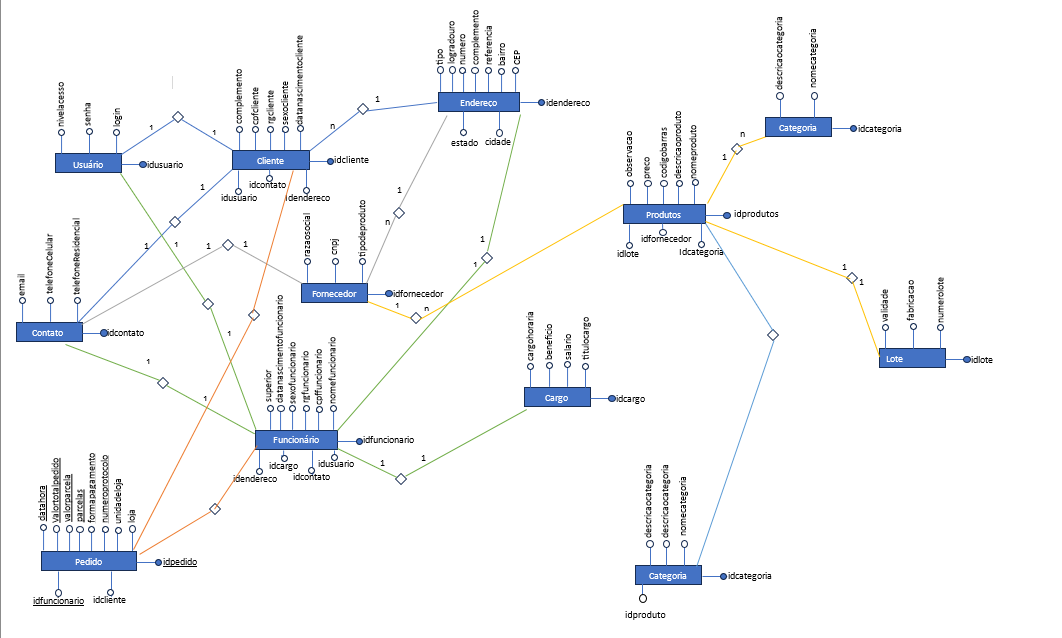 nivelacesso
senha
login
Usuário
idusuario
1
1
complemento
cpfcliente
rgcliente
sexocliente
datanascimentocliente
Cliente
idcliente
idusuario
idcontato
idendereco
n
1
tipo
logradouro
numero
complemento
referencia
bairro
CEP
Endereço
idendereco
estado
cidade
descricaocategoria
nomecategoria
Categoria
idcategoria
n
1
observacao
preco
codigobarras
descricaoproduto
nomeproduto
Produtos
idprodutos
idlote
idfornecedor
Idcategoria
1
1
1
1
1
1
n
1
1
email
telefoneCelular
telefoneResidencial
Contato
idcontato
razaosocial
cnpj
tipodeproduto
Fornecedor
idfornecedor
1
n
1
1
validade
fabricacao
numerolote
Lote
idlote
1
1
1
superior
datanascimentofuncionario
sexofuncionario
rgfuncionario
cpffuncionario
nomefuncionario
Funcionário
idfuncionario
idendereco
idcargo
idcontato
idusuario
cargohoraria
beneficio
salario
titulocargo
Cargo
idcargo
1
1
datahora
valortotalpedido
valorparcela
parcelas
formapagamento
numeroprotocolo
unidadeloja
loja
Pedido
idpedido
idfuncionario
idcliente
descricaocategoria
descricaocategoria
nomecategoria
Categoria
idcategoria
idproduto